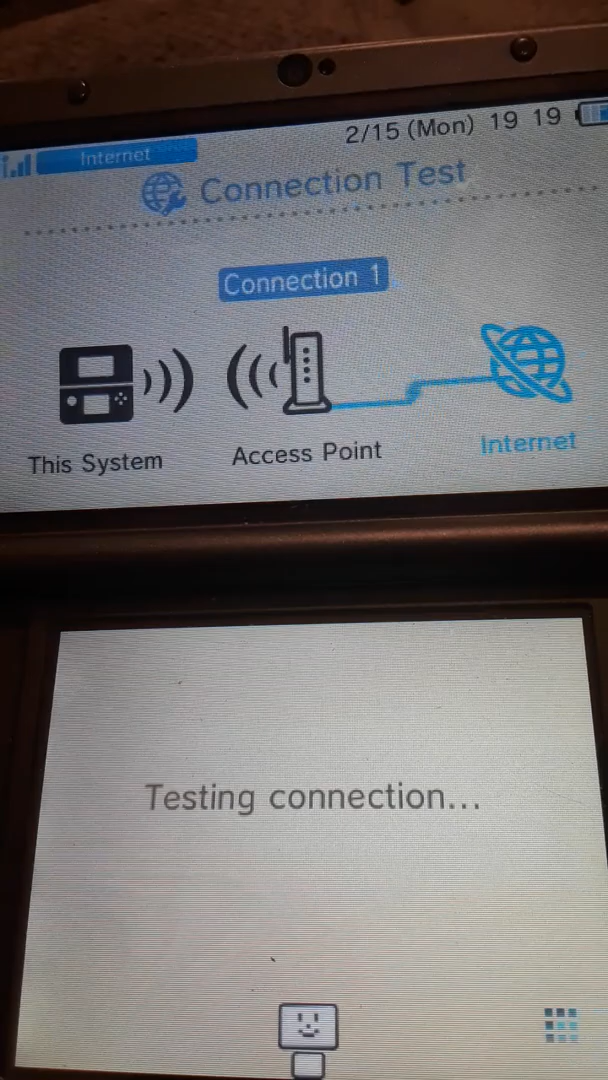 Internet
2/15 (Mon) 19 19
Connection Test
Connection 1
This System
Access Point
Internet
Testing connection...